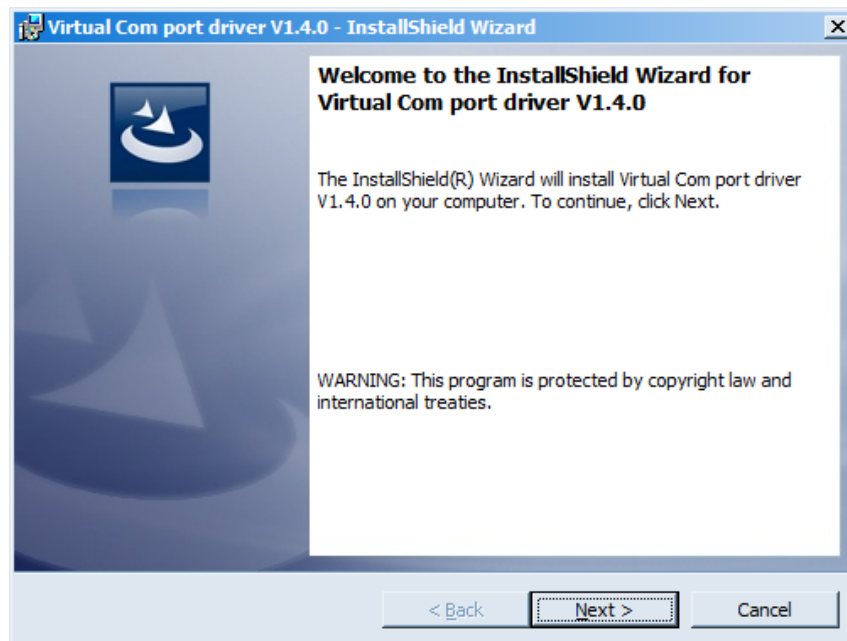 Virtual Com port driver V1.4.0 - InstallShield Wizard
Welcome to the InstallShield Wizard for
Virtual Com port driver V1.4.0
The InstallShield(R) Wizard will install Virtual Com port driver
V1.4.0 on your computer. To continue, click Next.
WARNING: This program is protected by copyright law and
international treaties.
< Back
Next >
Cancel